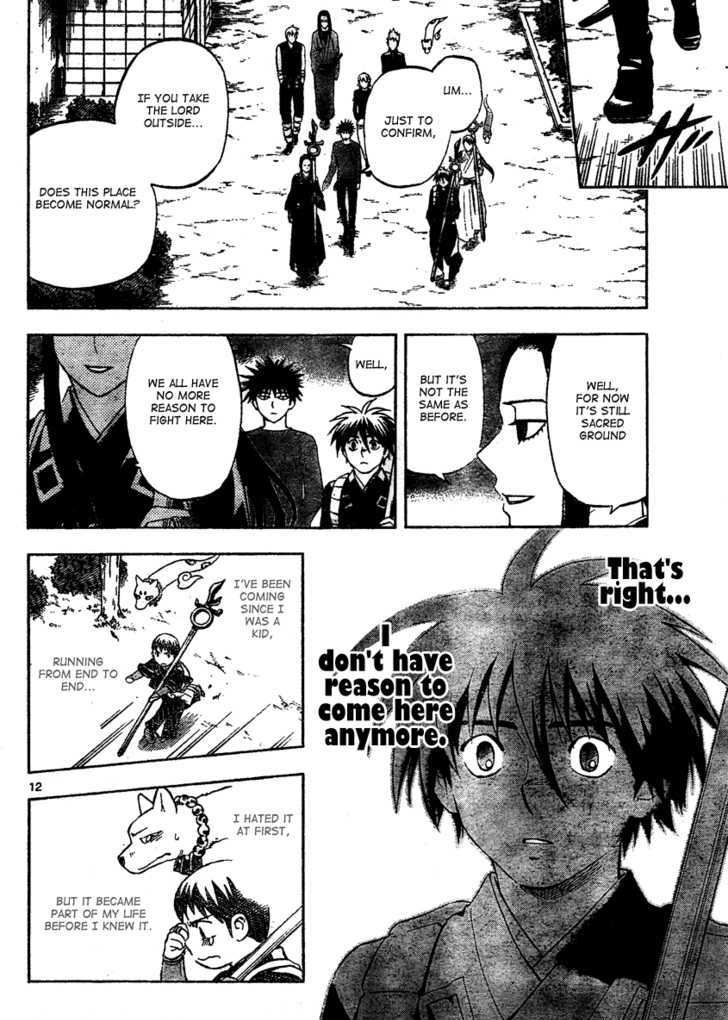 UM...
JUST TO
CONFIRM,
IF YOU TAKE
THE LORD
OUTSIDE...
DOES THIS PLACE
BECOME NORMAL?
WELL,
FOR NOW
IT'S STILL
SACRED
GROUND
BUT IT'S
NOT THE
SAME AS
BEFORE.
WELL,
WE ALL HAVE
NO MORE
REASON TO
FIGHT HERE.
That's
right...
I
don't have
reason to
come here
anymore.
I'VE BEEN
COMING
SINCE I
WAS A
KID,
RUNNING
FROM END TO
END...
12
I HATED IT
AT FIRST,
BUT IT BECAME
PART OF MY LIFE
BEFORE I KNEW IT.